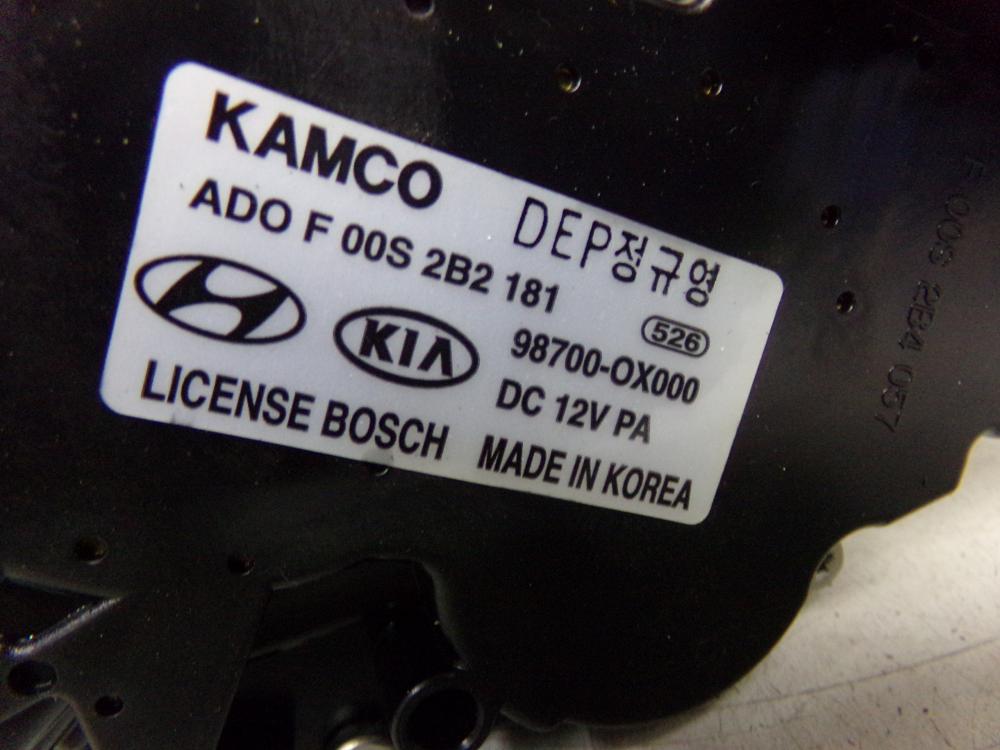 KAMCO
DEP정규영
ADO F 00S 2B2 181
526
KIA
98700-OX000
DC 12V PA
LICENSE BOSCH
MADE IN KOREA
F 00S 2B4 057